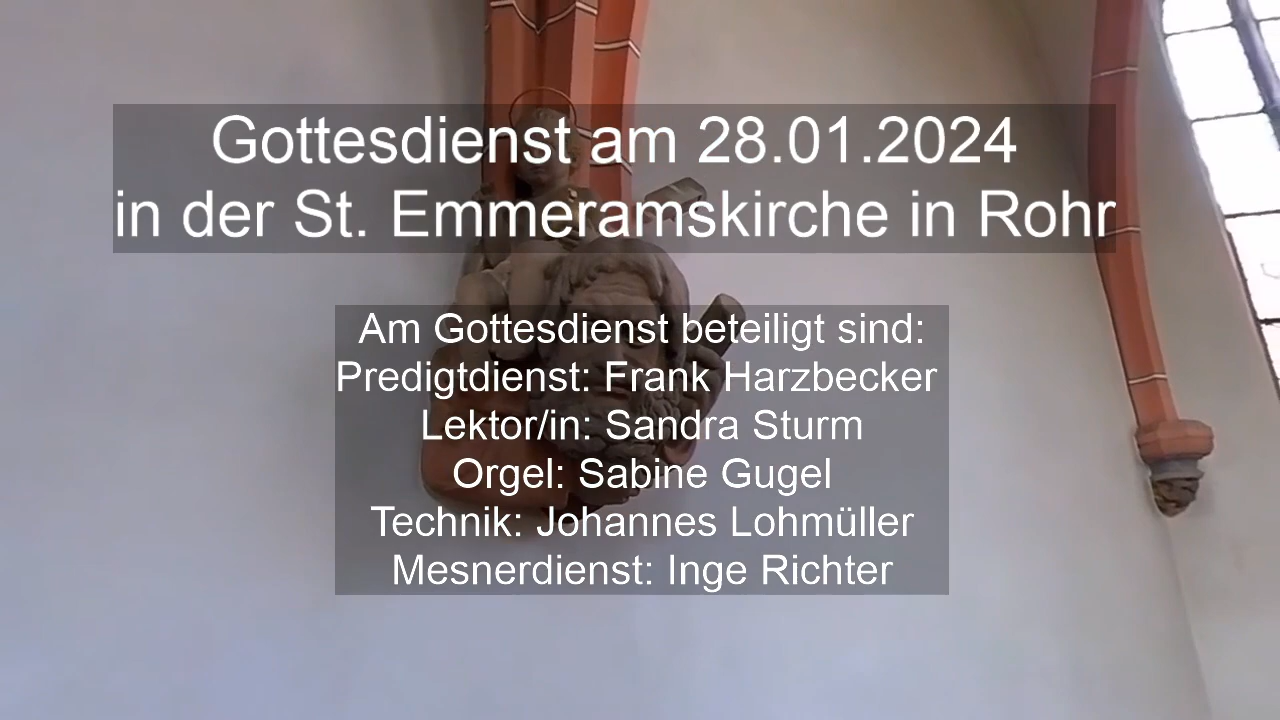 Gottesdienst am 28.01.2024
in der St. Emmeramskirche in Rohr
Am Gottesdienst beteiligt sind:
Predigtdienst: Frank Harzbecker
Lektor/in: Sandra Sturm
Orgel: Sabine Gugel
Technik: Johannes Lohmüller
Mesnerdienst: Inge Richter